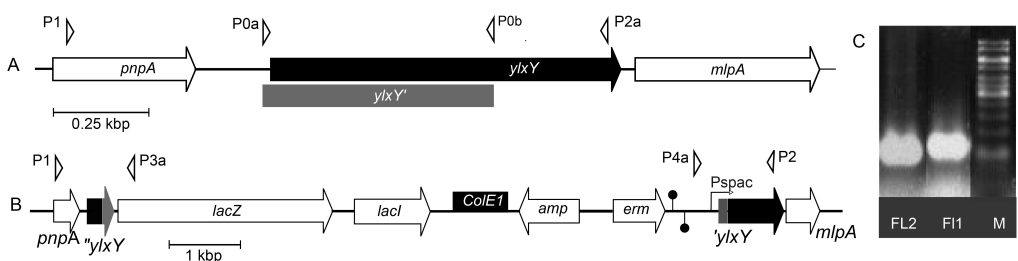 P1
P0a
P0b
P2a
C
A
pnpA
ylxY
mlpA
ylxY'
0.25 kbp
P1
P3a
P4a
P2
Pspac
B
lacZ
lacI
ColE1
amp
erm
pnpA
"ylxY
'ylxY
mlpA
1 kbp
FL2
Fl1
M